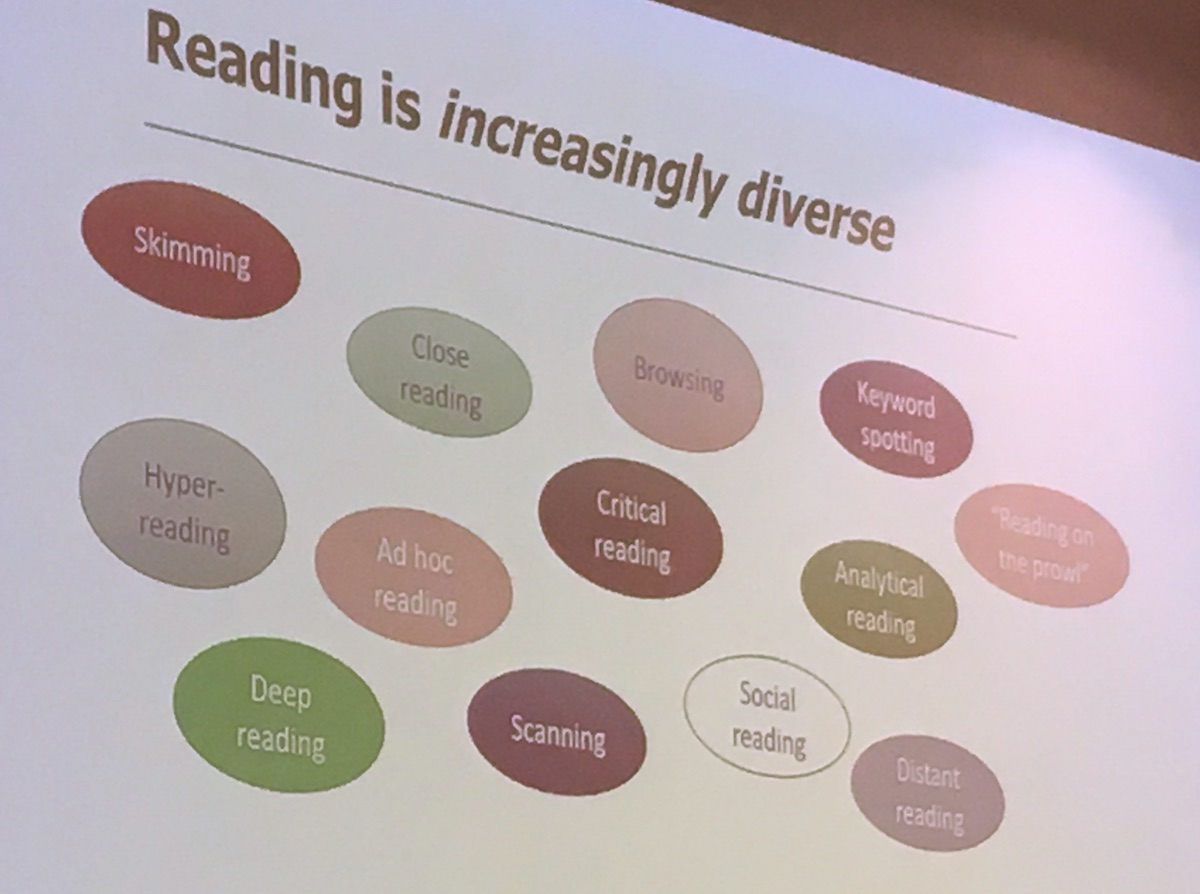 Reading is increasingly diverse
Skimming
Close
reading
Browsing
Keyword
spotting
Hyper-
reading
Ad hoc
reading
Critical
reading
Analytical
reading
"Reading on
the prowl"
Deep
reading
Scanning
Social
reading
Distant
reading